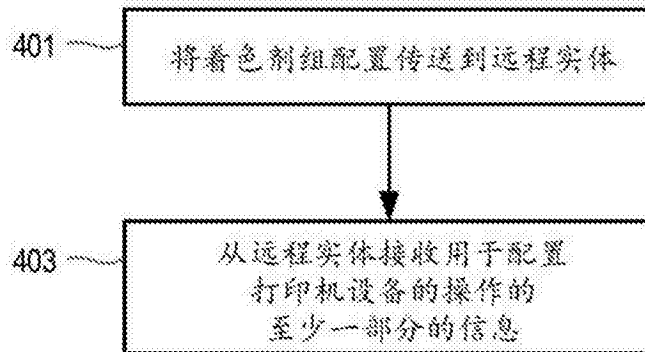 401
将着色剂组配置传送到远程实体
403
从远程实体接收用于配置
打印机设备的操作的
至少一部分的信息